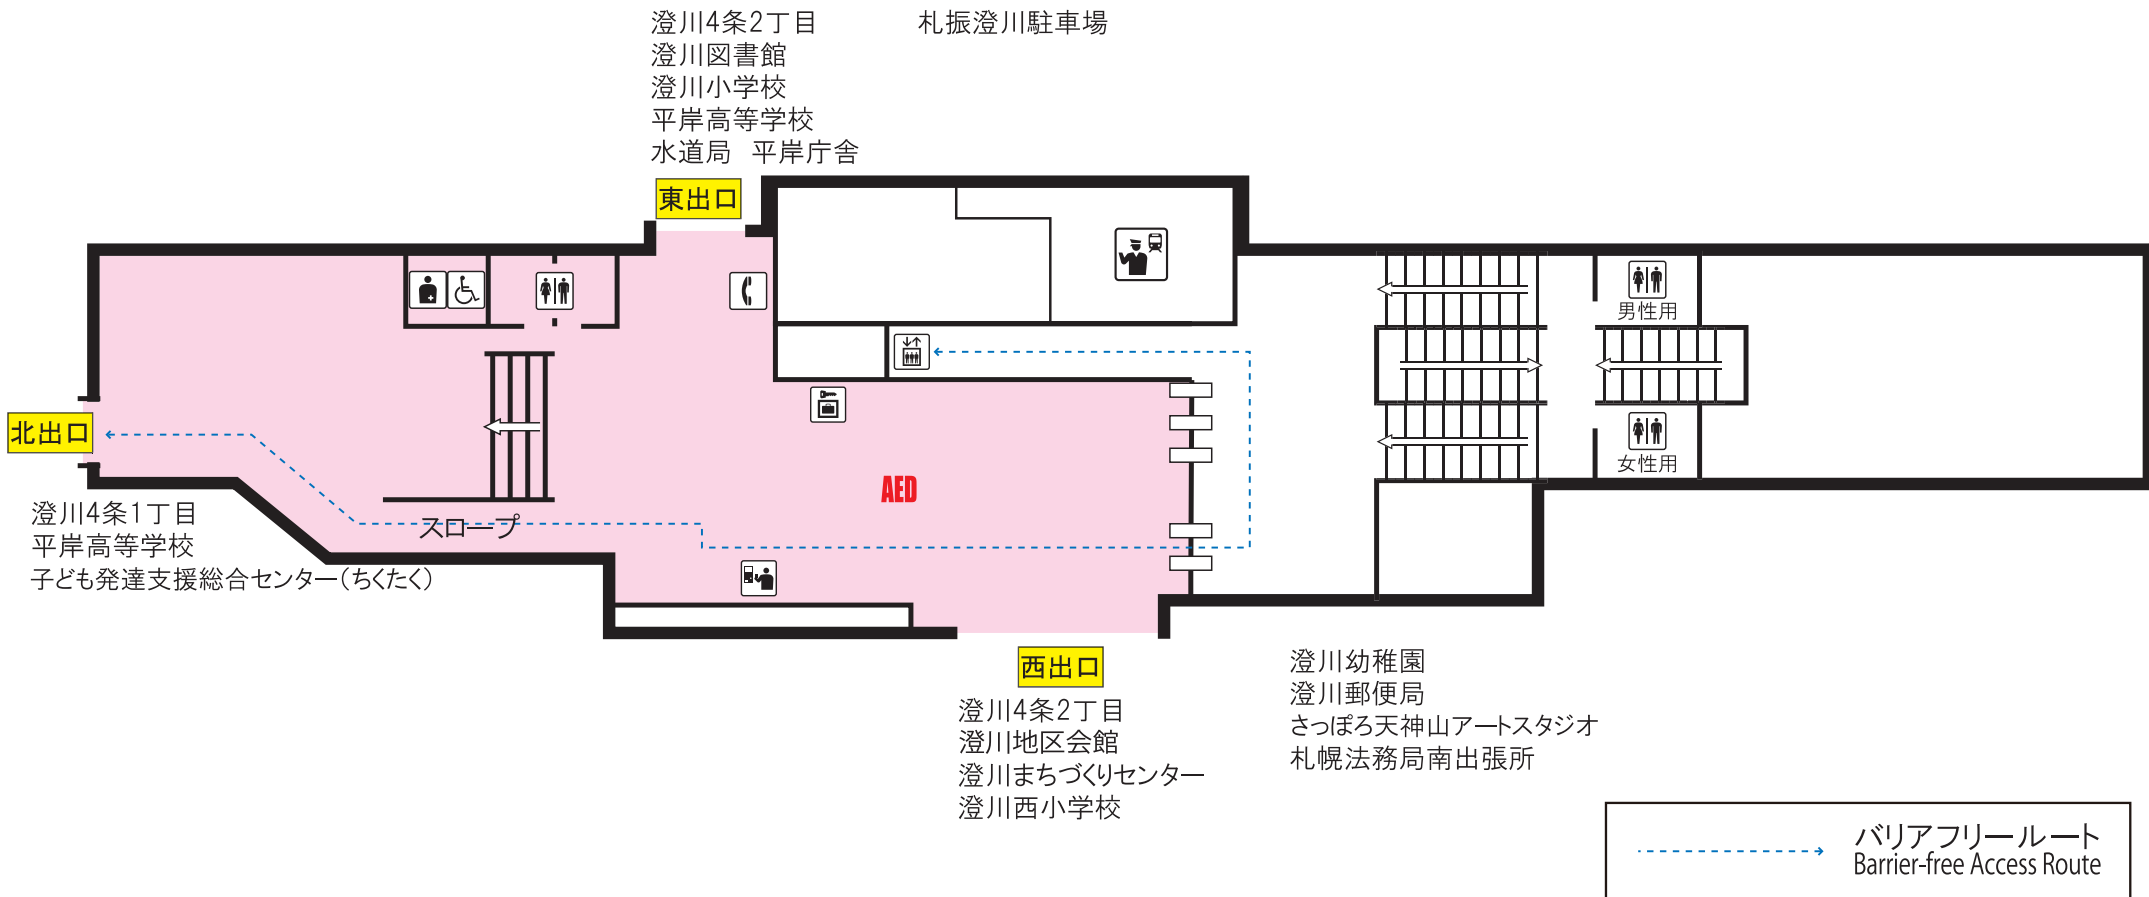 澄川4条2丁目
澄川図書館
澄川小学校
平岸高等学校
水道局 平岸庁舎
札振澄川駐車場
東出口
男性用
女性用
北出口
AED
スロープ
澄川4条1丁目
平岸高等学校
子ども発達支援総合センター(ちくたく)
西出口
澄川4条2丁目
澄川地区会館
澄川まちづくりセンター
澄川西小学校
澄川幼稚園
澄川郵便局
さっぽろ天神山アートスタジオ
札幌法務局南出張所
バリアフリールート
Barrier-free Access Route